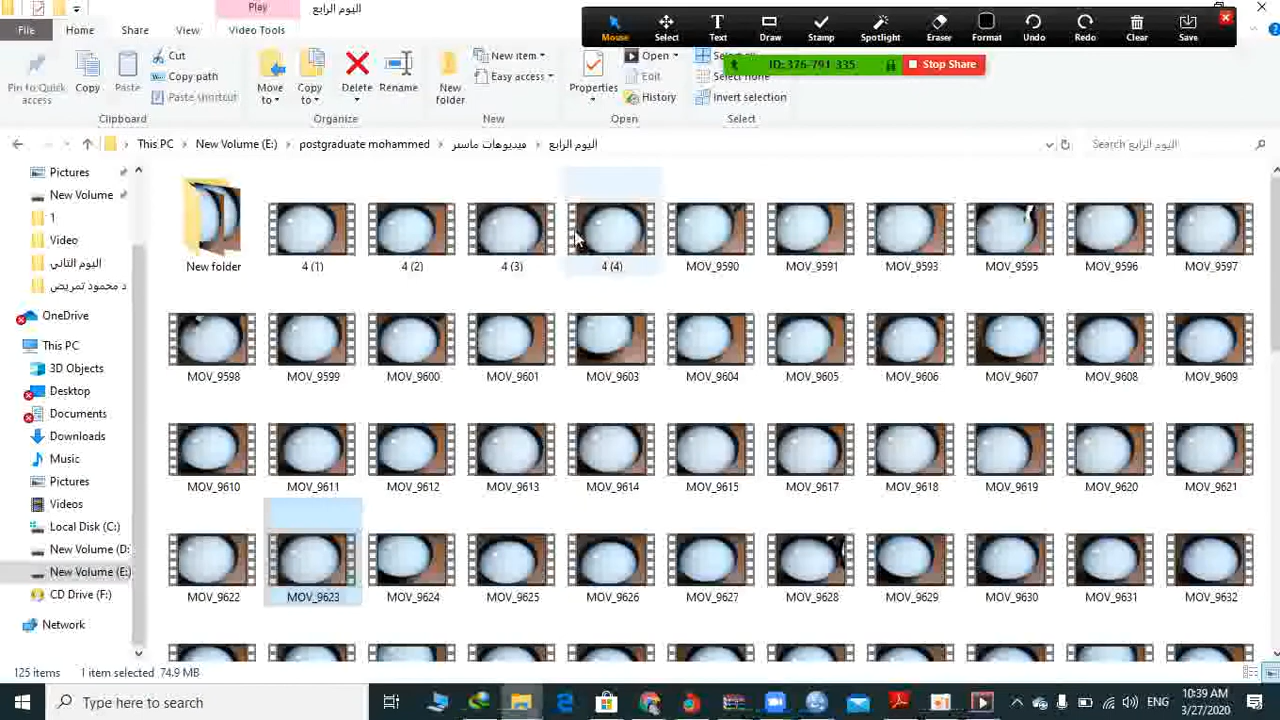 Play
اليوم الرابع
File
Home
Share
View
Video Tools
Mouse
Select
Text
Draw
Stamp
Spotlight
Eraser
Format
Undo
Redo
Clear
Save
ID: 376-791-335
Stop Share
Pin to Quick access
Copy
Paste
Cut
Copy path
Paste shortcut
Clipboard
Move to
Copy to
Delete
Rename
Organize
New folder
New item
Easy access
New
Properties
Open
Edit
History
Open
Select none
Invert selection
Select
This PC
New Volume (E:)
postgraduate mohammed
فيديوهات ماستر
اليوم الرابع
Search اليوم الرابع
Pictures
New Volume
1
Video
اليوم الثاني
د محمود تمريض
OneDrive
This PC
3D Objects
Desktop
Documents
Downloads
Music
Pictures
Videos
Local Disk (C:)
New Volume (D:
New Volume (E:)
CD Drive (F:)
Network
New folder
4 (1)
4 (2)
4 (3)
4 (4)
MOV_9590
MOV_9591
MOV_9593
MOV_9595
MOV_9596
MOV_9597
MOV_9598
MOV_9599
MOV_9600
MOV_9601
MOV_9603
MOV_9604
MOV_9605
MOV_9606
MOV_9607
MOV_9608
MOV_9609
MOV_9610
MOV_9611
MOV_9612
MOV_9613
MOV_9614
MOV_9615
MOV_9617
MOV_9618
MOV_9619
MOV_9620
MOV_9621
MOV_9622
MOV_9623
MOV_9624
MOV_9625
MOV_9626
MOV_9627
MOV_9628
MOV_9629
MOV_9630
MOV_9631
MOV_9632
125 items
1 item selected 74.9 MB
Type here to search
ENG
10:39 AM
3/27/2020